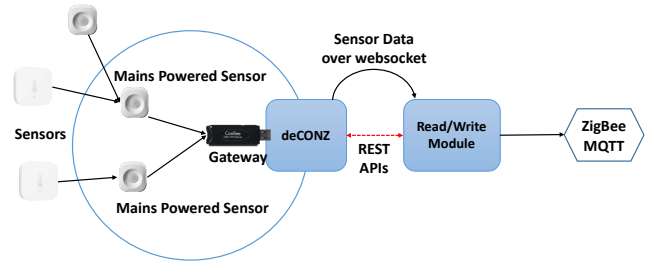 Sensor Data
over websocket
Mains Powered Sensor
Sensors
ConBee
Gateway
deCONZ
REST
APIs
Read/Write
Module
ZigBee
MQTT
Mains Powered Sensor